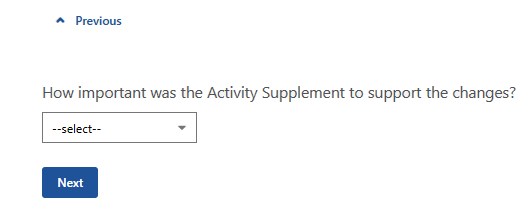 Previous
How important was the Activity Supplement to support the changes?
--select--
Next